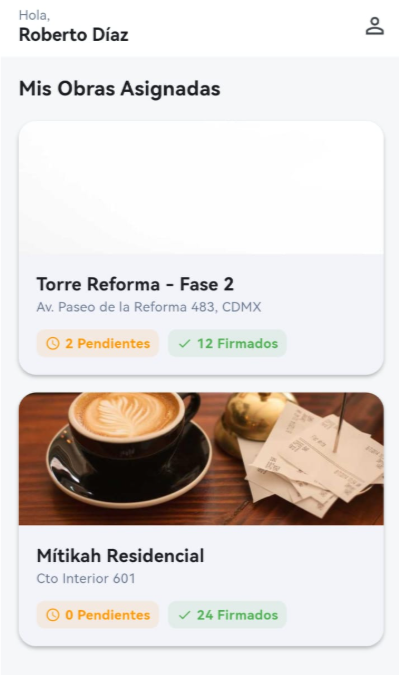 Hola,
Roberto Díaz
Mis Obras Asignadas
Torre Reforma - Fase 2
Av. Paseo de la Reforma 483, CDMX
2 Pendientes
12 Firmados
Mítikah Residencial
Cto Interior 601
0 Pendientes
24 Firmados